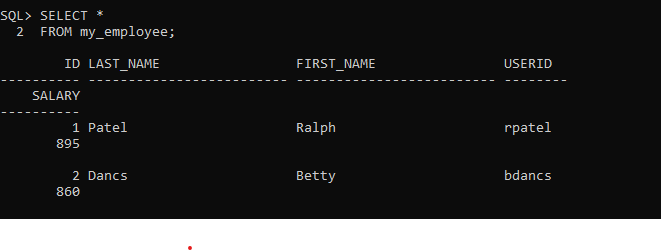 SQL> SELECT *
  2  FROM my_employee;
        ID LAST_NAME                 FIRST_NAME                USERID
---------- ------------------------- ------------------------- --------
    SALARY
----------
         1 Patel                     Ralph                     rpatel
       895
         2 Dancs                     Betty                     bdancs
       860